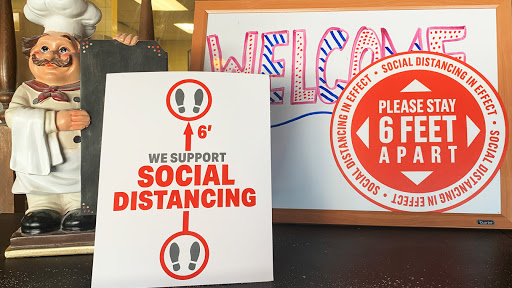 WELCOME
6'
WE SUPPORT
SOCIAL
DISTANCING
SOCIAL DISTANCING IN EFFECT • SOCIAL DISTANCING IN EFFECT • SOCIAL DISTANCING IN EFFECT •
PLEASE STAY
6 FEET
APART
Quartet